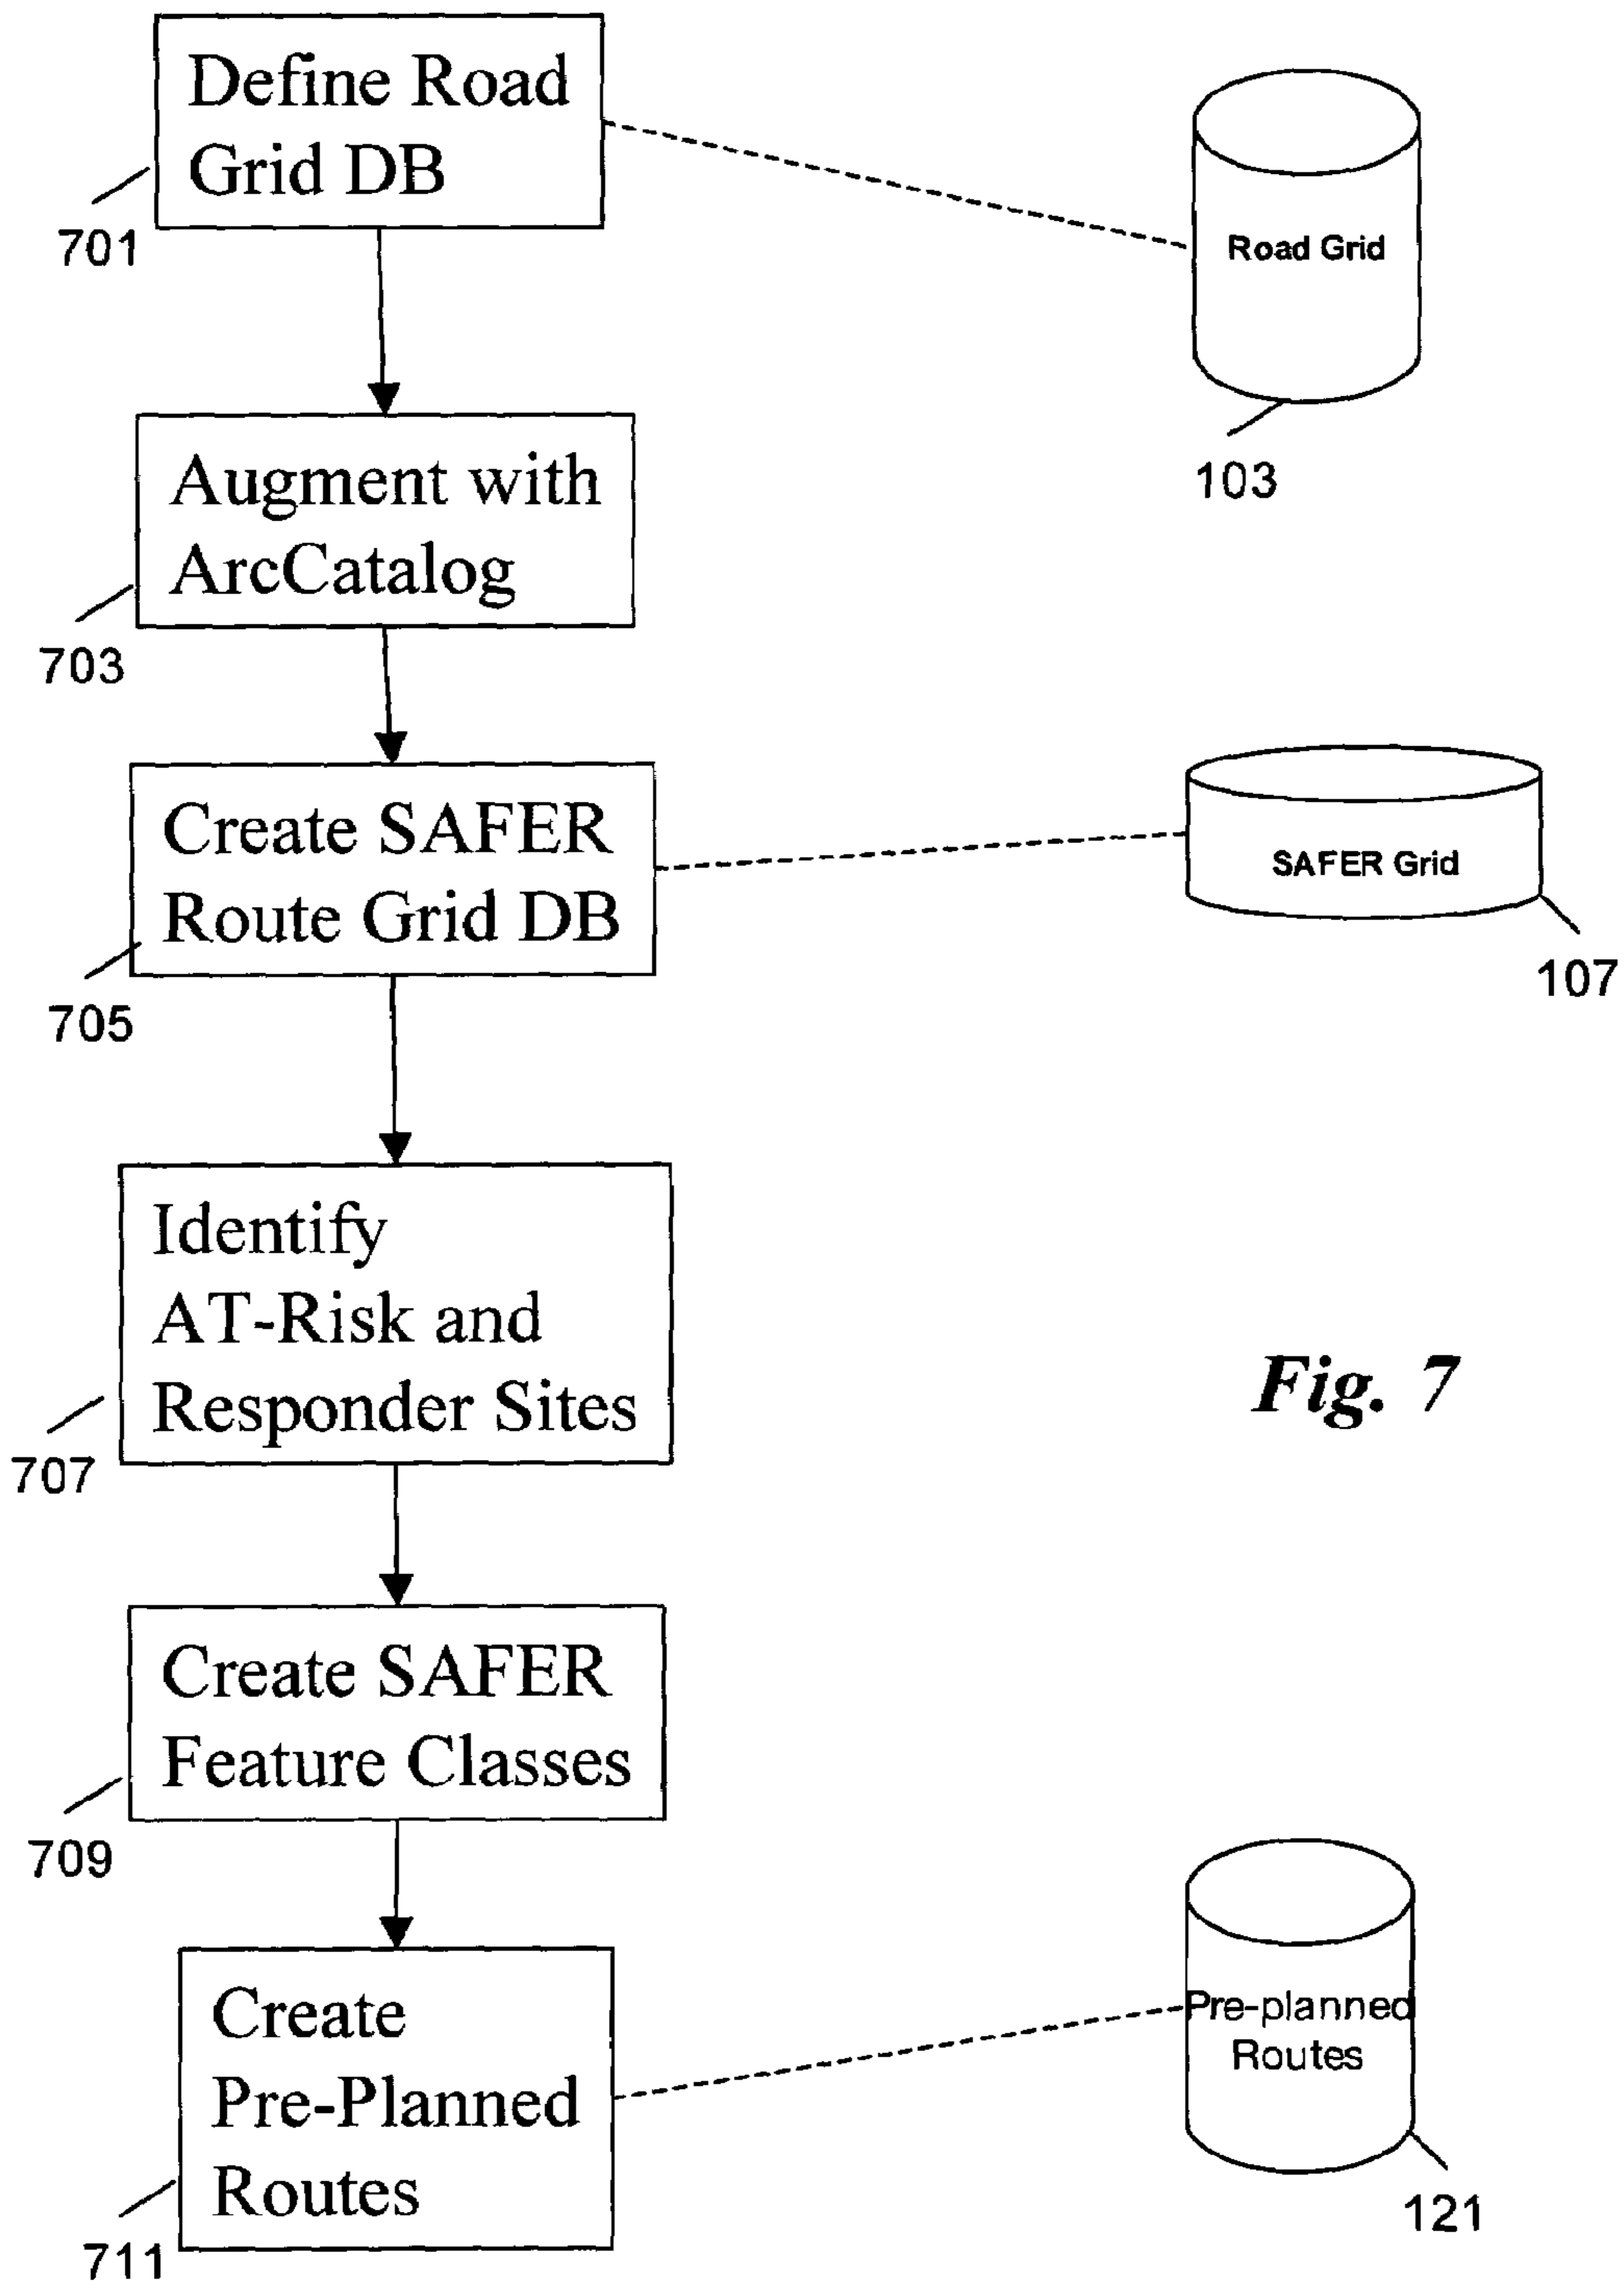 Define Road
Grid DB
701
Road Grid
103
Augment with
ArcCatalog
703
Create SAFER
Route Grid DB
705
SAFER Grid
107
Identify
AT-Risk and
Responder Sites
707
Fig. 7
Create SAFER
Feature Classes
709
Create
Pre-Planned
Routes
711
Pre-planned
Routes
121